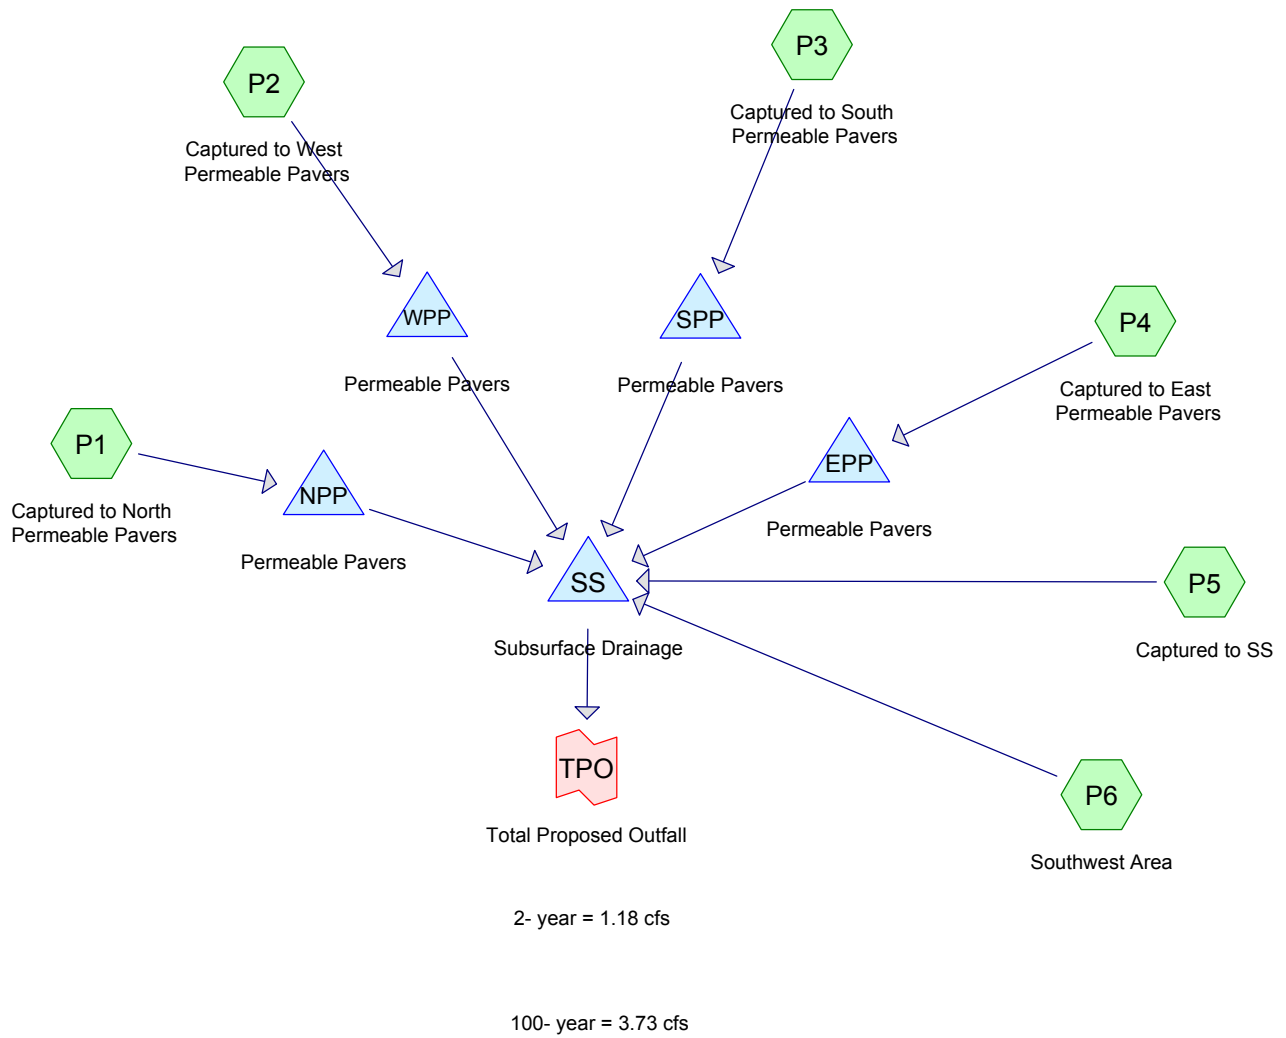 P3
P2
Captured to South
Permeable Pavers
Captured to West
Permeable Pavers
WPP
SPP
P4
Permeable Pavers
Permeable Pavers
Captured to East
Permeable Pavers
P1
EPP
NPP
Captured to North
Permeable Pavers
Permeable Pavers
Permeable Pavers
SS
P5
Subsurface Drainage
Captured to SS
TPO
P6
Total Proposed Outfall
Southwest Area
2- year = 1.18 cfs
100- year = 3.73 cfs